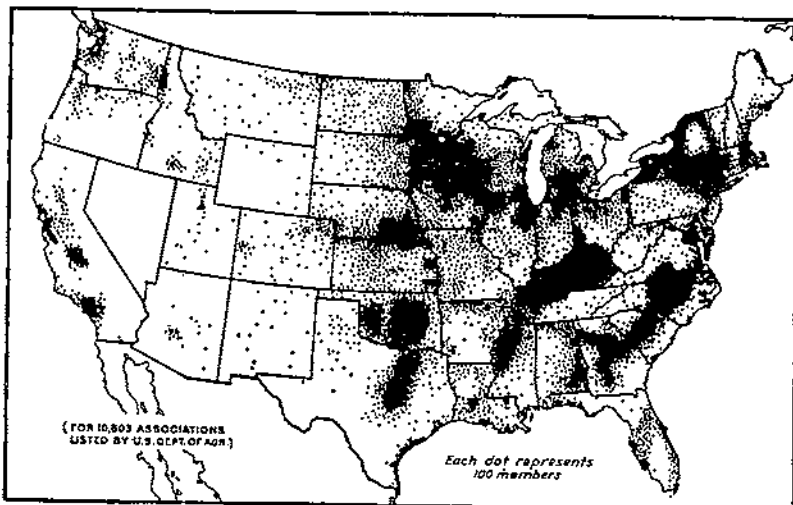 (FOR 10,803 ASSOCIATIONS
LISTED BY U.S. DEPT. OF AGR.)
Each dot represents
100 members